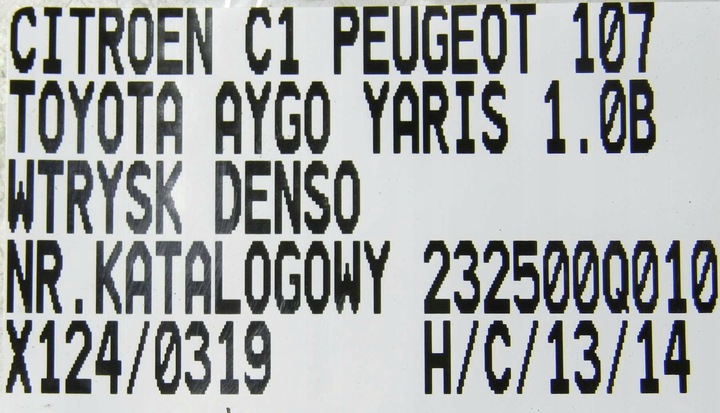 CITROEN C1 PEUGEOT 107
TOYOTA AYGO YARIS 1.0B
WTRYSK DENSO
NR.KATALOGOWY 232500Q010
X124/0319 H/C/13/14